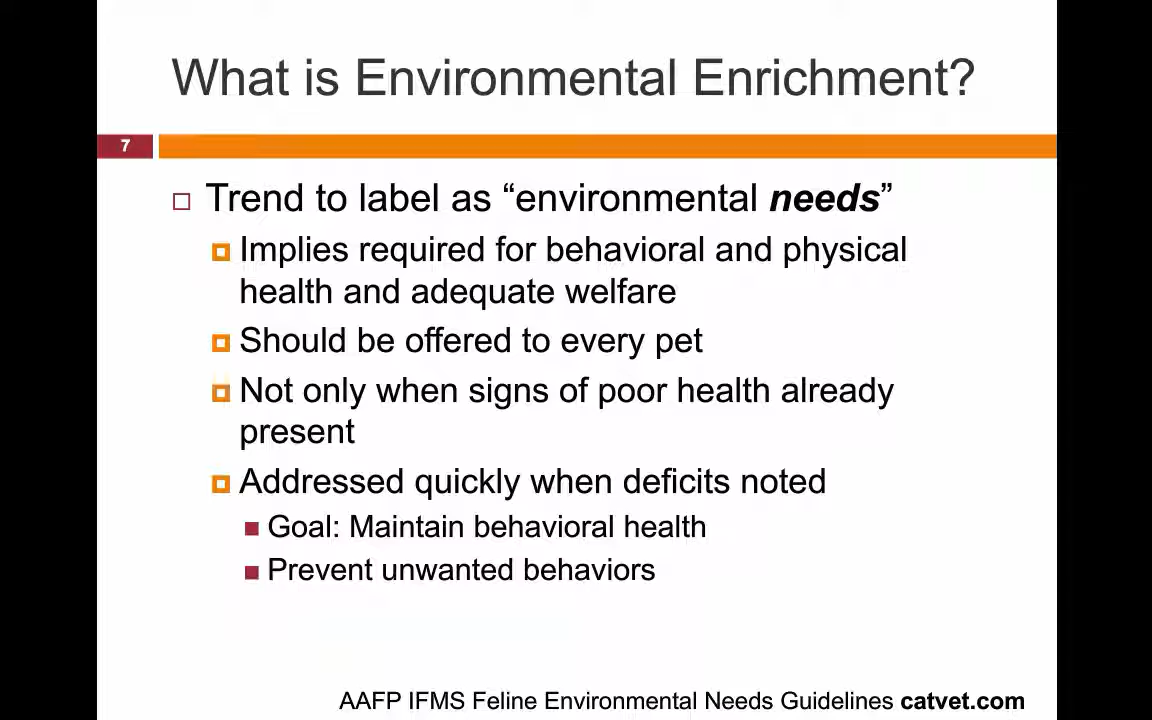 What is Environmental Enrichment?
7
Trend to label as “environmental needs”
Implies required for behavioral and physical
health and adequate welfare
Should be offered to every pet
Not only when signs of poor health already
present
Addressed quickly when deficits noted
Goal: Maintain behavioral health
Prevent unwanted behaviors
AAFP IFMS Feline Environmental Needs Guidelines catvet.com